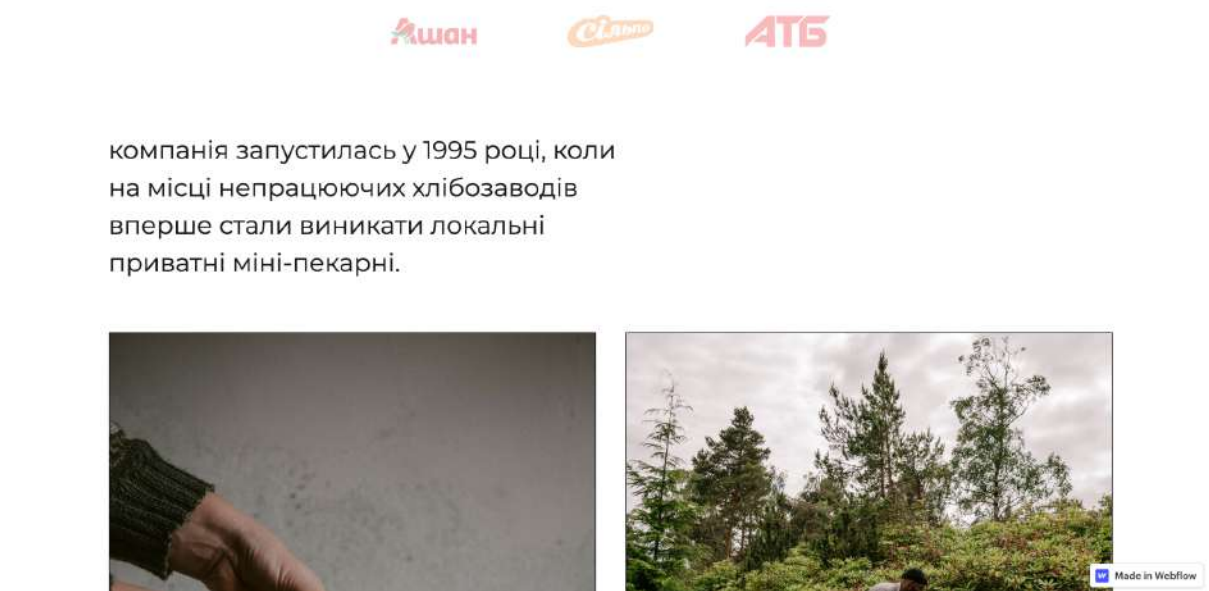 Ашан Сільпо АТБ
компанія запустилась у 1995 році, коли
на місці непрацюючих хлібозаводів
вперше стали виникати локальні
приватні міні-пекарні.
Made in Webflow